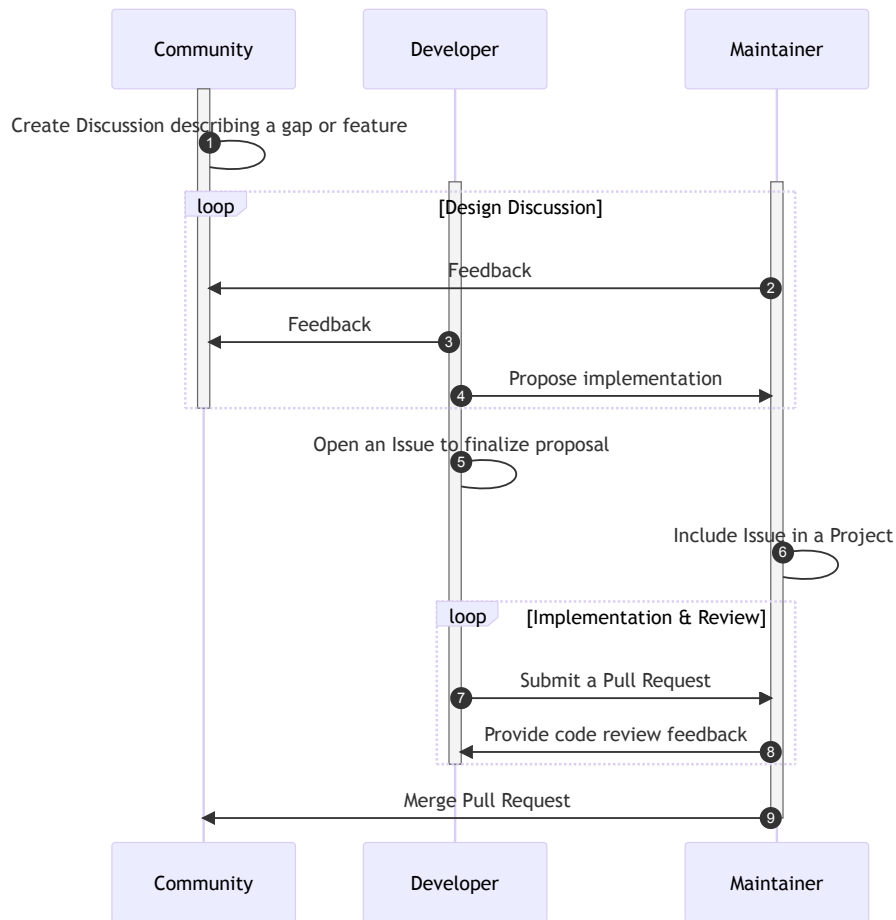 Community
Developer
Maintainer
Create Discussion describing a gap or feature
1
loop
[Design Discussion]
Feedback
2
Feedback
3
Propose implementation
4
Open an Issue to finalize proposal
5
Include Issue in a Project
6
loop
[Implementation & Review]
Submit a Pull Request
7
Provide code review feedback
8
Merge Pull Request
9
Community
Developer
Maintainer